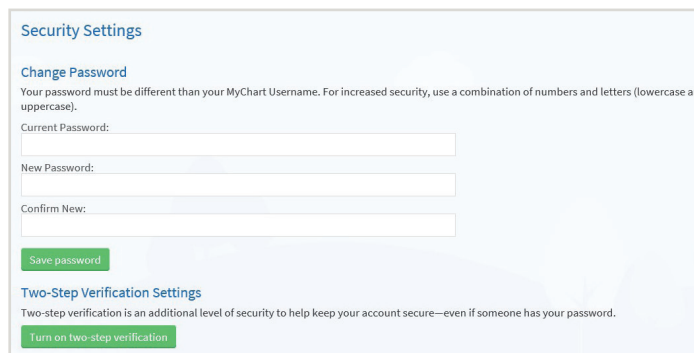 Security Settings
Change Password
Your password must be different than your MyChart Username. For increased security, use a combination of numbers and letters (lowercase a
uppercase).
Current Password:
New Password:
Confirm New:
Save password
Two-Step Verification Settings
Two-step verification is an additional level of security to help keep your account secure—even if someone has your password.
Turn on two-step verification